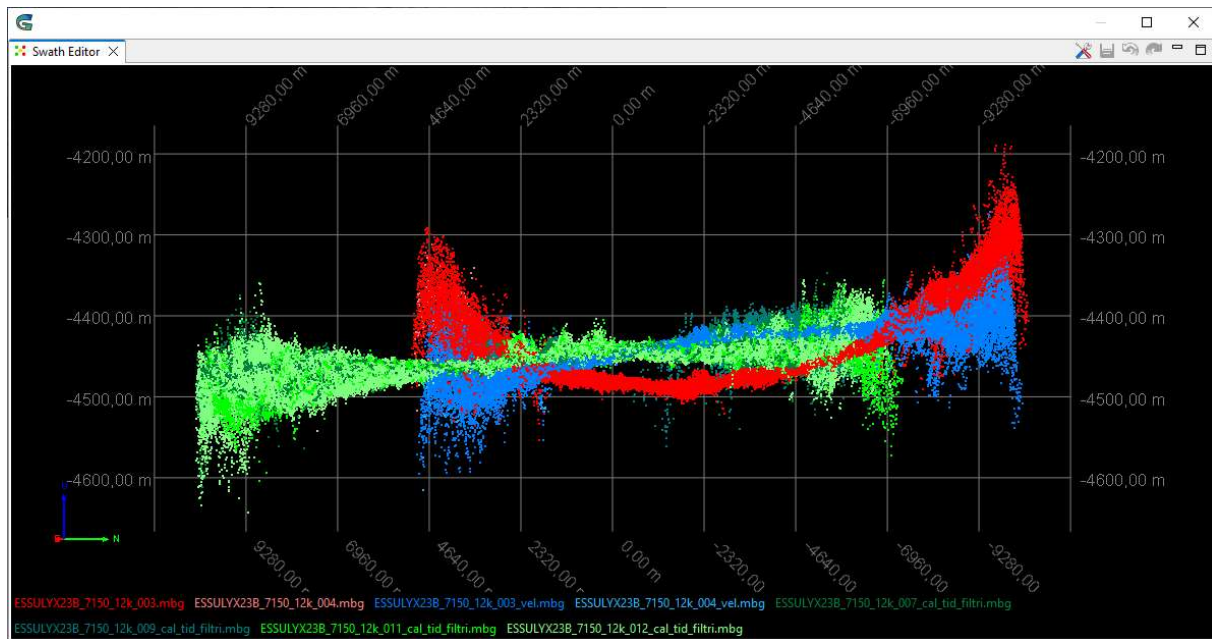 Swath Editor
9280,00 m 6960,00 m 4640,00 m 2320,00 m 0,00 m -2320,00 m -4640,00 m -6960,00 m -9280,00 m
-4200,00 m -4200,00 m
-4300,00 m -4300,00 m
-4400,00 m -4400,00 m
-4500,00 m -4500,00 m
-4600,00 m -4600,00 m
N
9280,00 6960,00 4640,00 2320,00 0,00 m -2320,00 -4640,00 -6960,00 -9280,00
ESSULYX23B_7150_12k_003.mbg ESSULYX23B_7150_12k_004.mbg ESSULYX23B_7150_12k_003_vel.mbg ESSULYX23B_7150_12k_004_vel.mbg ESSULYX23B_7150_12k_007_cal_tid_filtri.mbg
ESSULYX23B_7150_12k_009_cal_tid_filtri.mbg ESSULYX23B_7150_12k_011_cal_tid_filtri.mbg ESSULYX23B_7150_12k_012_cal_tid_filtri.mbg